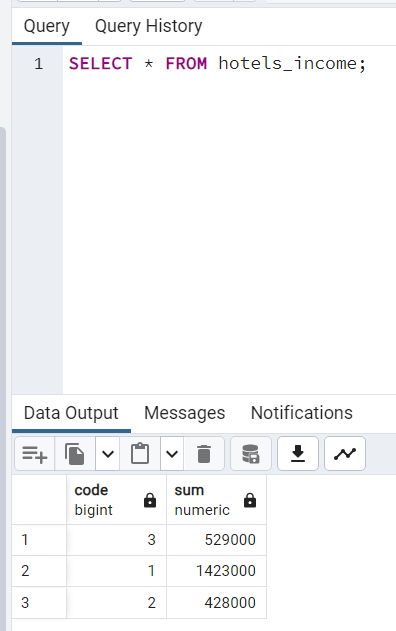 Query Query History
1 SELECT * FROM hotels_income;
Data Output Messages Notifications
code sum
bigint numeric
1 3 529000
2 1 1423000
3 2 428000